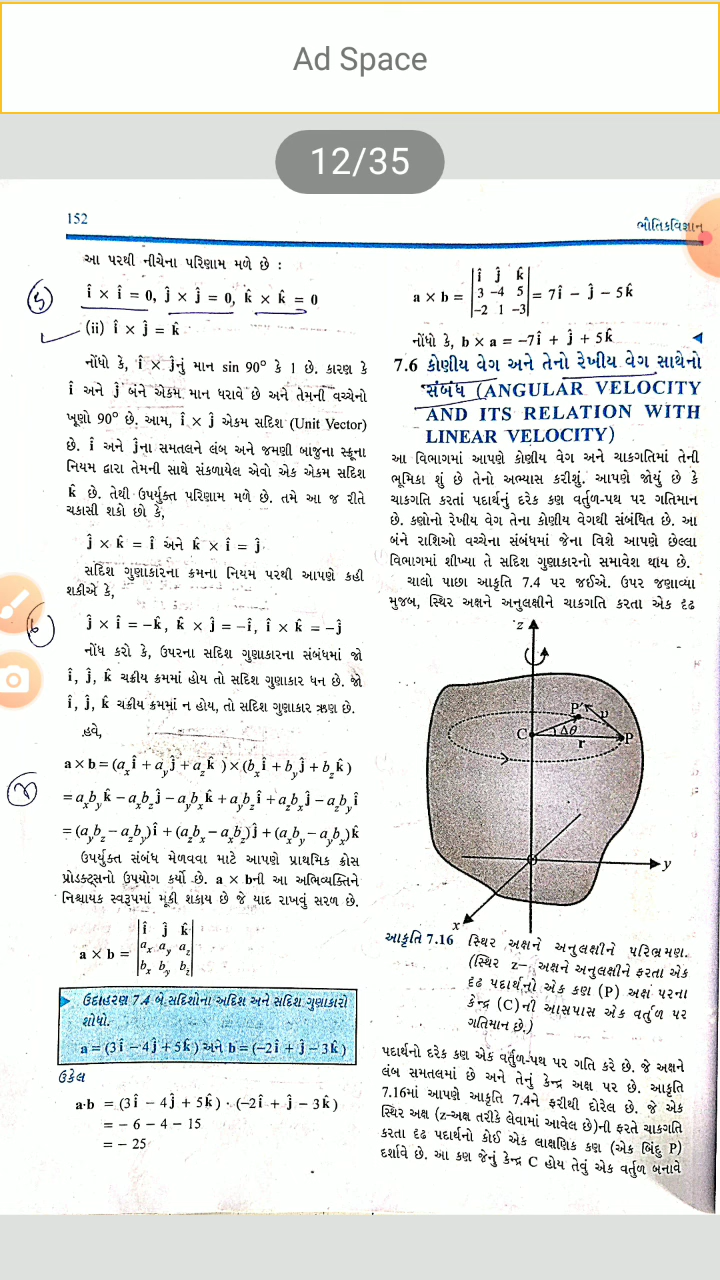 Ad Space
12/35
152
ભૌતિકવિજ્ઞાન
આ પરથી નીચેના પરિણામ મળે છે :
î × î = 0, ĵ × ĵ = 0, k̂ × k̂ = 0
(ii) î × ĵ = k̂
નોંધો કે, î × ĵનું માન sin 90° કે 1 છે. કારણ કે
î અને ĵ બંને એકમ માન ધરાવે છે અને તેમની વચ્ચેનો
ખૂણો 90° છે. આમ, î × ĵ એકમ સદિશ (Unit Vector)
છે. î અને ĵના સમતલને લંબ અને જમણી બાજુના સ્ક્રૂના
નિયમ દ્વારા તેમની સાથે સંકળાયેલ એવો એક એકમ સદિશ
k̂ છે. તેથી ઉપર્યુક્ત પરિણામ મળે છે. તમે આ જ રીતે
ચકાસી શકો છો કે,
ĵ × k̂ = î અને k̂ × î = ĵ
સદિશ ગુણાકારના ક્રમના નિયમ પરથી આપણે કહી
શકીએ કે,
ĵ × î = –k̂, k̂ × ĵ = –î, î × k̂ = –ĵ
નોંધ કરો કે, ઉપરના સદિશ ગુણાકારના સંબંધમાં જો
î, ĵ, k̂ ચક્રીય ક્રમમાં હોય તો સદિશ ગુણાકાર ધન છે. જો
î, ĵ, k̂ ચક્રીય ક્રમમાં ન હોય, તો સદિશ ગુણાકાર ઋણ છે.
હવે,
a × b = (aₓî + a_yĵ + a_zk̂) × (bₓî + b_yĵ + b_zk̂)
= aₓb_yk̂ – aₓb_zĵ – a_ybₓk̂ + a_yb_zî + a_zbₓĵ – a_zb_yî
= (a_yb_z – a_zb_y)î + (a_zbₓ – aₓb_z)ĵ + (aₓb_y – a_ybₓ)k̂
ઉપર્યુક્ત સંબંધ મેળવવા માટે આપણે પ્રાથમિક ક્રોસ
પ્રોડક્ટ્સનો ઉપયોગ કર્યો છે. a × bની આ અભિવ્યક્તિને
નિશ્ચાયક સ્વરૂપમાં મૂકી શકાય છે જે યાદ રાખવું સરળ છે.
î ĵ k̂
a × b = aₓ a_y a_z
bₓ b_y b_z
ઉદાહરણ 7.4 બે સદિશોના અદિશ અને સદિશ ગુણાકારો
શોધો.
a = (3î – 4ĵ + 5k̂) અને b = (–2î + ĵ – 3k̂)
ઉકેલ
a·b = (3î – 4ĵ + 5k̂) · (–2î + ĵ – 3k̂)
= – 6 – 4 – 15
= – 25
î ĵ k̂
a × b = 3 –4 5 = 7î – ĵ – 5k̂
–2 1 –3
નોંધો કે, b × a = –7î + ĵ + 5k̂
7.6 કોણીય વેગ અને તેનો રેખીય વેગ સાથેનો
સંબંધ (ANGULAR VELOCITY
AND ITS RELATION WITH
LINEAR VELOCITY)
આ વિભાગમાં આપણે કોણીય વેગ અને ચાકગતિમાં તેની
ભૂમિકા શું છે તેનો અભ્યાસ કરીશું. આપણે જોયું છે કે
ચાકગતિ કરતાં પદાર્થનું દરેક કણ વર્તુળ-પથ પર ગતિમાન
છે. કણોનો રેખીય વેગ તેના કોણીય વેગથી સંબંધિત છે. આ
બંને રાશિઓ વચ્ચેના સંબંધમાં જેના વિશે આપણે છેલ્લા
વિભાગમાં શીખ્યા તે સદિશ ગુણાકારનો સમાવેશ થાય છે.
ચાલો પાછા આકૃતિ 7.4 પર જઈએ. ઉપર જણાવ્યા
મુજબ, સ્થિર અક્ષને અનુલક્ષીને ચાકગતિ કરતા એક દૃઢ
z
P′ v
C Δθ P
r
O
y
x
આકૃતિ 7.16 સ્થિર અક્ષને અનુલક્ષીને પરિભ્રમણ.
(સ્થિર z– અક્ષને અનુલક્ષીને ફરતા એક
દૃઢ પદાર્થનો એક કણ (P) અક્ષ પરના
કેન્દ્ર (C)ની આસપાસ એક વર્તુળ પર
ગતિમાન છે.)
પદાર્થનો દરેક કણ એક વર્તુળ-પથ પર ગતિ કરે છે. જે અક્ષને
લંબ સમતલમાં છે અને તેનું કેન્દ્ર અક્ષ પર છે. આકૃતિ
7.16માં આપણે આકૃતિ 7.4ને ફરીથી દોરેલ છે. જે એક
સ્થિર અક્ષ (z-અક્ષ તરીકે લેવામાં આવેલ છે)ની ફરતે ચાકગતિ
કરતા દૃઢ પદાર્થનો કોઈ એક લાક્ષણિક કણ (એક બિંદુ P)
દર્શાવે છે. આ કણ જેનું કેન્દ્ર C હોય તેવું એક વર્તુળ બનાવે